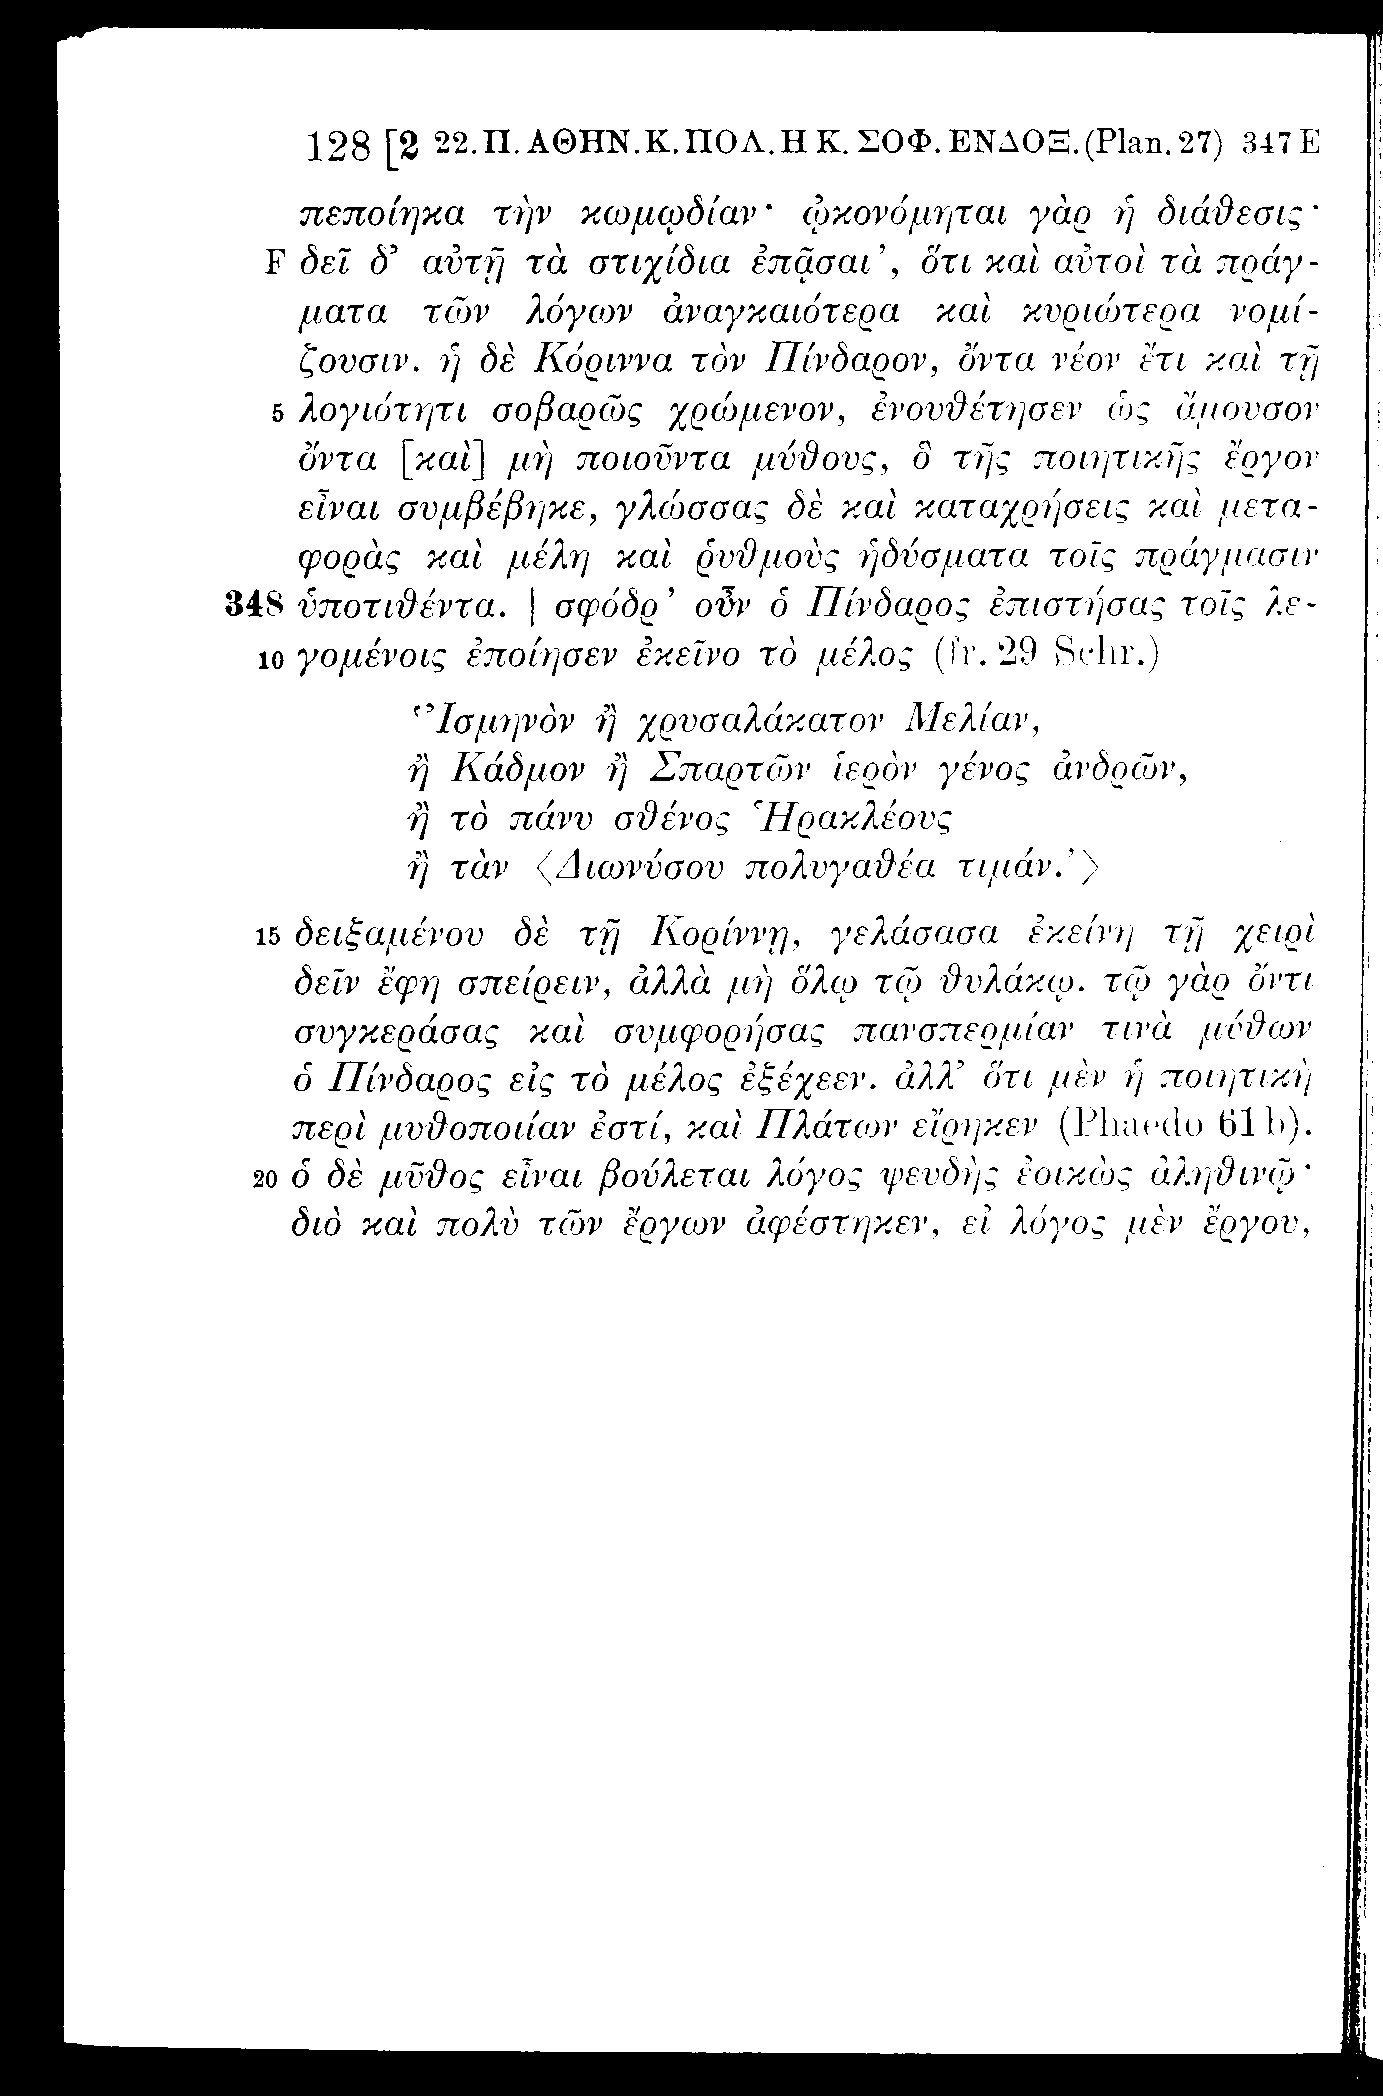 128 [2 22. Π. ΑΘΗΝ. Κ. ΠΟΛ. Η Κ. ΣΟΦ. ΕΝΔΟΞ. (Plan. 27) 347 E
πεποίηκα τὴν κωμῳδίαν· ᾠκονόμηται γὰρ ἡ διάθεσις·
F δεῖ δ’ αὐτῇ τὰ στιχίδια ἐπᾷσαι’, ὅτι καὶ αὐτοὶ τὰ πράγ-
ματα τῶν λόγων ἀναγκαιότερα καὶ κυριώτερα νομί-
ζουσιν. ἡ δὲ Κόριννα τὸν Πίνδαρον, ὄντα νέον ἔτι καὶ τῇ
5 λογιότητι σοβαρῶς χρώμενον, ἐνουθέτησεν ὡς ἄμουσον
ὄντα [καὶ] μὴ ποιοῦντα μύθους, ὃ τῆς ποιητικῆς ἔργον
εἶναι συμβέβηκε, γλώσσας δὲ καὶ καταχρήσεις καὶ μετα-
φορὰς καὶ μέλη καὶ ῥυθμοὺς ἡδύσματα τοῖς πράγμασιν
348 ὑποτιθέντα. | σφόδρ’ οὖν ὁ Πίνδαρος ἐπιστήσας τοῖς λε-
10 γομένοις ἐποίησεν ἐκεῖνο τὸ μέλος (fr. 29 Schr.)
‘Ἰσμηνὸν ἢ χρυσαλάκατον Μελίαν,
ἢ Κάδμον ἢ Σπαρτῶν ἱερὸν γένος ἀνδρῶν,
ἢ τὸ πάνυ σθένος Ἡρακλέους
ἢ τὰν ⟨Διωνύσου πολυγαθέα τιμάν.’⟩
15 δειξαμένου δὲ τῇ Κορίννῃ, γελάσασα ἐκείνη τῇ χειρὶ
δεῖν ἔφη σπείρειν, ἀλλὰ μὴ ὅλῳ τῷ θυλάκῳ. τῷ γὰρ ὄντι
συγκεράσας καὶ συμφορήσας πανσπερμίαν τινὰ μύθων
ὁ Πίνδαρος εἰς τὸ μέλος ἐξέχεεν. ἀλλ’ ὅτι μὲν ἡ ποιητικὴ
περὶ μυθοποιίαν ἐστί, καὶ Πλάτων εἴρηκεν (Phaedo 61 b).
20 ὁ δὲ μῦθος εἶναι βούλεται λόγος ψευδὴς ἐοικὼς ἀληθινῷ·
διὸ καὶ πολὺ τῶν ἔργων ἀφέστηκεν, εἰ λόγος μὲν ἔργου,